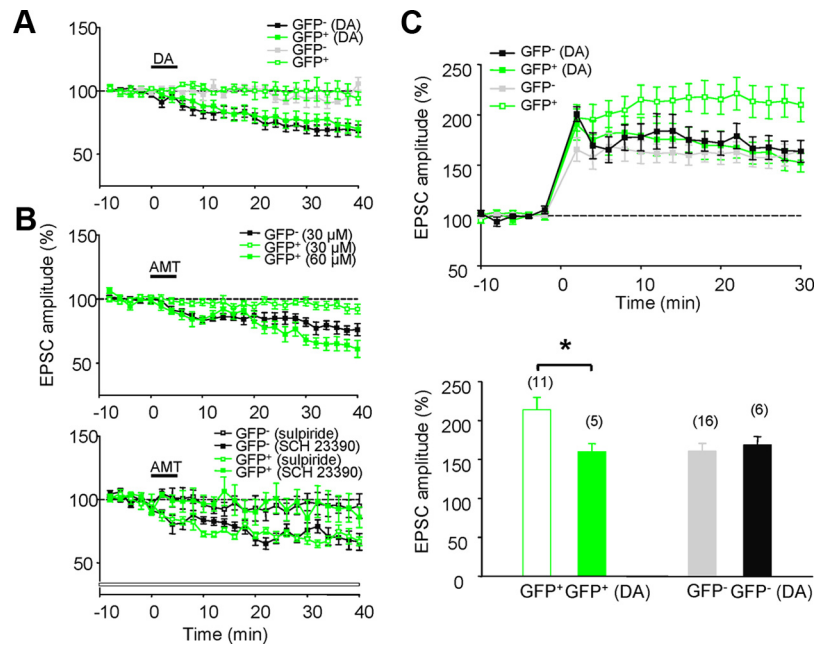 A
150
100
50
EPSC amplitude (%)
DA
GFP- (DA)
GFP+ (DA)
GFP-
GFP+
-10 0 10 20 30 40
B
150
100
50
AMT
GFP- (30 µM)
GFP+ (30 µM)
GFP+ (60 µM)
-10 0 10 20 30 40
150
100
50
AMT
GFP- (sulpiride)
GFP- (SCH 23390)
GFP+ (sulpiride)
GFP+ (SCH 23390)
-10 0 10 20 30 40
Time (min)
C
GFP- (DA)
GFP+ (DA)
GFP-
GFP+
250
200
150
100
50
EPSC amplitude (%)
-10 0 10 20 30
Time (min)
250
200
150
100
50
0
EPSC amplitude (%)
*
(11)
(5)
(16)
(6)
GFP+ GFP+ (DA) GFP- GFP- (DA)